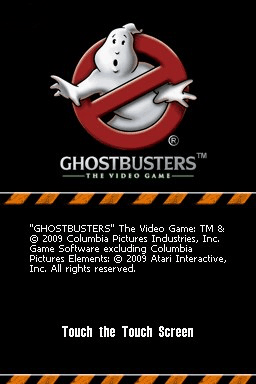 ®
GHOSTBUSTERS™
THE VIDEO GAME
"GHOSTBUSTERS" The Video Game: TM &
© 2009 Columbia Pictures Industries, Inc.
Game Software excluding Columbia
Pictures Elements: © 2009 Atari Interactive,
Inc. All rights reserved.
Touch the Touch Screen